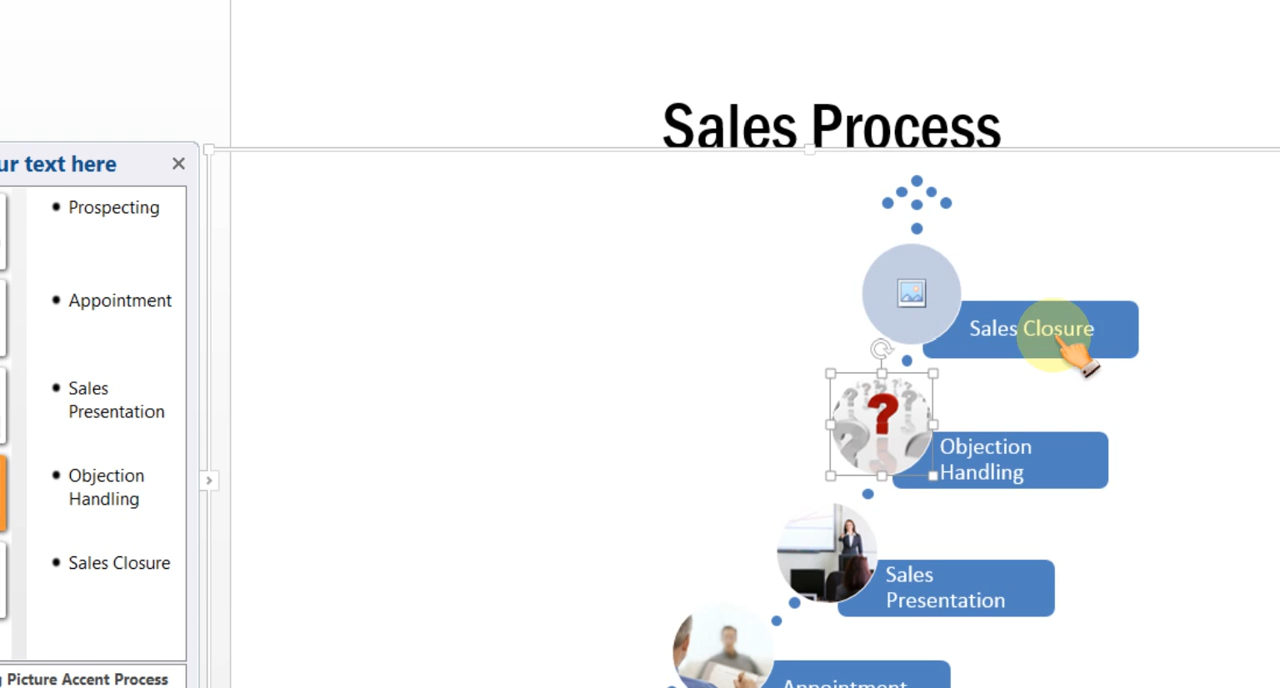 Sales Process
ur text here
Prospecting
Appointment
Sales
Presentation
Objection
Handling
Sales Closure
Picture Accent Process
Sales Closure
Objection
Handling
Sales
Presentation
Appointment